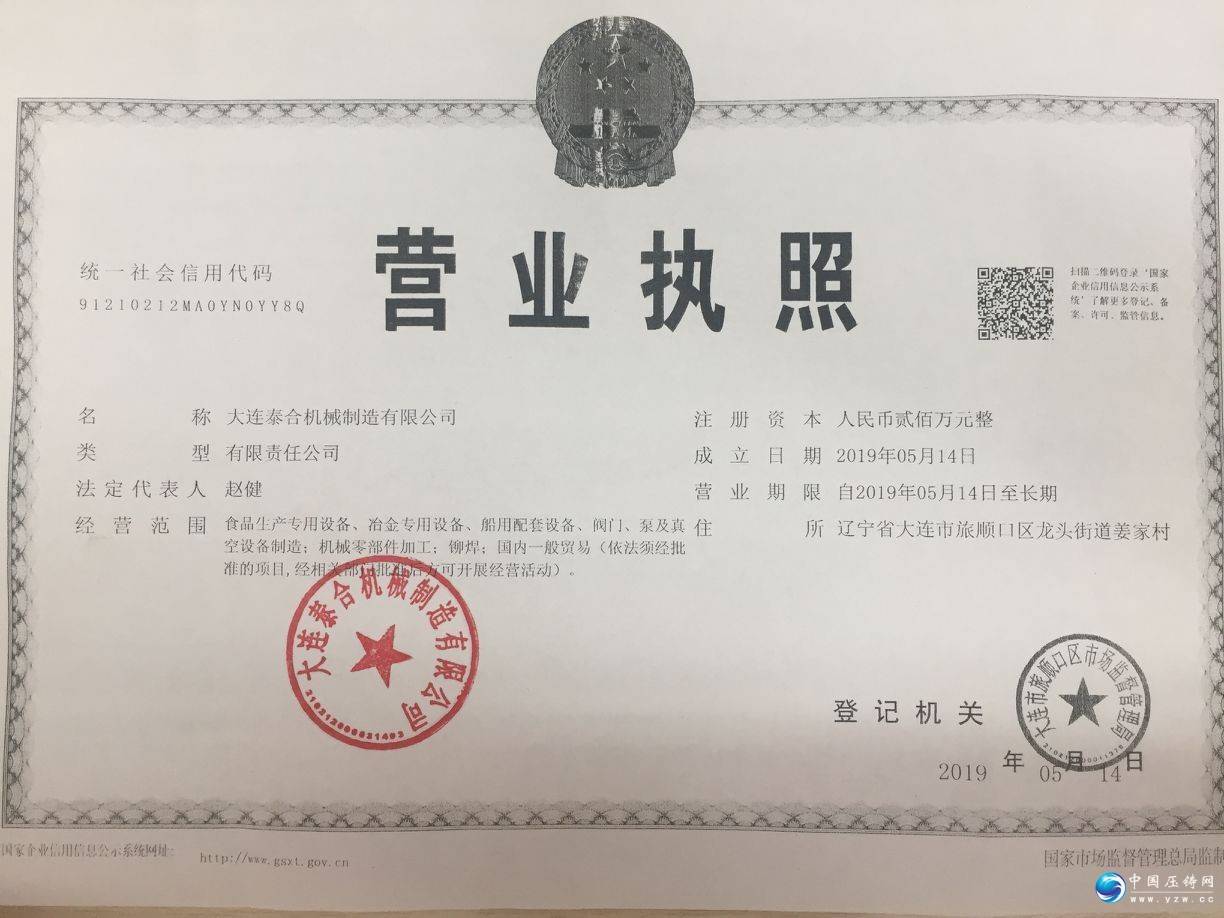 营业执照
统一社会信用代码
91210212MA0YN0YY8Q
扫描二维码登录‘国家
企业信用信息公示系
统’了解更多登记、备
案、许可、监管信息。
名称 大连泰合机械制造有限公司
类型 有限责任公司
法定代表人 赵健
经营范围 食品生产专用设备、冶金专用设备、船用配套设备、阀门、泵及真
空设备制造；机械零部件加工；铆焊；国内一般贸易（依法须经批
准的项目,经相关部门批准后方可开展经营活动）。
注册资本 人民币贰佰万元整
成立日期 2019年05月14日
营业期限 自2019年05月14日至长期
住所 辽宁省大连市旅顺口区龙头街道姜家村
大连泰合机械制造有限公司
登记机关
大连市旅顺口区市场监督管理局
2019年05月14日
国家企业信用信息公示系统网址:
http://www.gsxt.gov.cn
国家市场监督管理总局监制
中国压铸网
www.yzw.cc